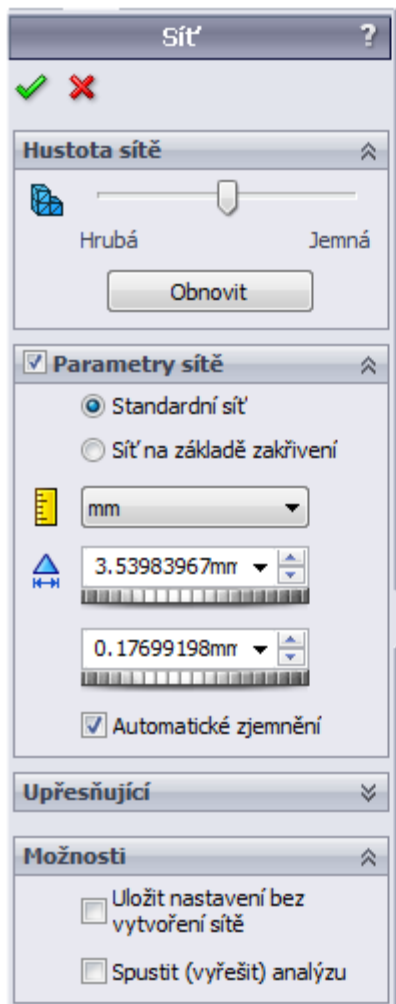 Síť ?
Hustota sítě
Hrubá Jemná
Obnovit
Parametry sítě
Standardní síť
Síť na základě zakřivení
mm
3.53983967mm
0.17699198mm
Automatické zjemnění
Upřesňující
Možnosti
Uložit nastavení bez
vytvoření sítě
Spustit (vyřešit) analýzu